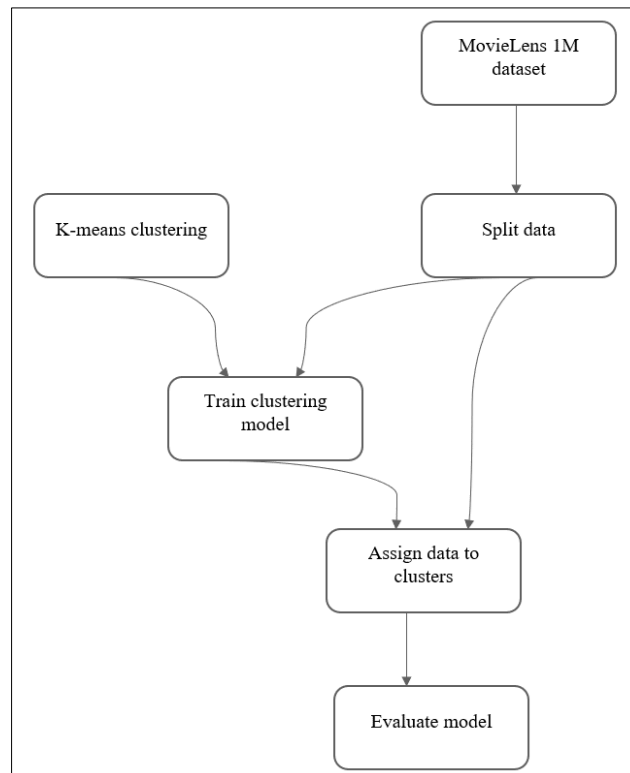 MovieLens 1M
dataset
K-means clustering
Split data
Train clustering
model
Assign data to
clusters
Evaluate model